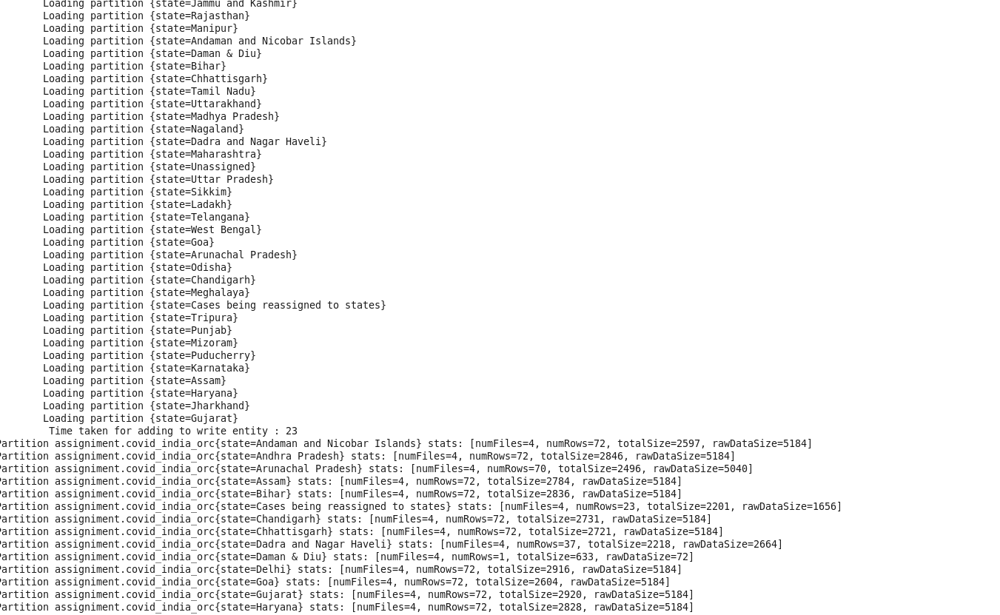 Loading partition {state=Jammu and Kashmir}
Loading partition {state=Rajasthan}
Loading partition {state=Manipur}
Loading partition {state=Andaman and Nicobar Islands}
Loading partition {state=Daman & Diu}
Loading partition {state=Bihar}
Loading partition {state=Chhattisgarh}
Loading partition {state=Tamil Nadu}
Loading partition {state=Uttarakhand}
Loading partition {state=Madhya Pradesh}
Loading partition {state=Nagaland}
Loading partition {state=Dadra and Nagar Haveli}
Loading partition {state=Maharashtra}
Loading partition {state=Unassigned}
Loading partition {state=Uttar Pradesh}
Loading partition {state=Sikkim}
Loading partition {state=Ladakh}
Loading partition {state=Telangana}
Loading partition {state=West Bengal}
Loading partition {state=Goa}
Loading partition {state=Arunachal Pradesh}
Loading partition {state=Odisha}
Loading partition {state=Chandigarh}
Loading partition {state=Meghalaya}
Loading partition {state=Cases being reassigned to states}
Loading partition {state=Tripura}
Loading partition {state=Punjab}
Loading partition {state=Mizoram}
Loading partition {state=Puducherry}
Loading partition {state=Karnataka}
Loading partition {state=Assam}
Loading partition {state=Haryana}
Loading partition {state=Jharkhand}
Loading partition {state=Gujarat}
Time taken for adding to write entity : 23
Partition assigniment.covid_india_orc{state=Andaman and Nicobar Islands} stats: [numFiles=4, numRows=72, totalSize=2597, rawDataSize=5184]
Partition assigniment.covid_india_orc{state=Andhra Pradesh} stats: [numFiles=4, numRows=72, totalSize=2846, rawDataSize=5184]
Partition assigniment.covid_india_orc{state=Arunachal Pradesh} stats: [numFiles=4, numRows=70, totalSize=2496, rawDataSize=5040]
Partition assigniment.covid_india_orc{state=Assam} stats: [numFiles=4, numRows=72, totalSize=2784, rawDataSize=5184]
Partition assigniment.covid_india_orc{state=Bihar} stats: [numFiles=4, numRows=72, totalSize=2836, rawDataSize=5184]
Partition assigniment.covid_india_orc{state=Cases being reassigned to states} stats: [numFiles=4, numRows=23, totalSize=2201, rawDataSize=1656]
Partition assigniment.covid_india_orc{state=Chandigarh} stats: [numFiles=4, numRows=72, totalSize=2731, rawDataSize=5184]
Partition assigniment.covid_india_orc{state=Chhattisgarh} stats: [numFiles=4, numRows=72, totalSize=2721, rawDataSize=5184]
Partition assigniment.covid_india_orc{state=Dadra and Nagar Haveli} stats: [numFiles=4, numRows=37, totalSize=2218, rawDataSize=2664]
Partition assigniment.covid_india_orc{state=Daman & Diu} stats: [numFiles=4, numRows=1, totalSize=633, rawDataSize=72]
Partition assigniment.covid_india_orc{state=Delhi} stats: [numFiles=4, numRows=72, totalSize=2916, rawDataSize=5184]
Partition assigniment.covid_india_orc{state=Goa} stats: [numFiles=4, numRows=72, totalSize=2604, rawDataSize=5184]
Partition assigniment.covid_india_orc{state=Gujarat} stats: [numFiles=4, numRows=72, totalSize=2920, rawDataSize=5184]
Partition assigniment.covid_india_orc{state=Haryana} stats: [numFiles=4, numRows=72, totalSize=2828, rawDataSize=5184]